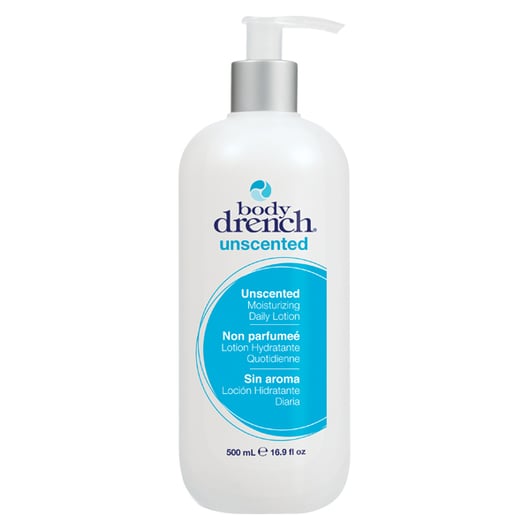 body
drench®
unscented
Unscented
Moisturizing
Daily Lotion
Non parfumeé
Lotion Hydratante
Quotidienne
Sin aroma
Loción Hidratante
Diaria
500 mL ℮ 16.9 fl oz